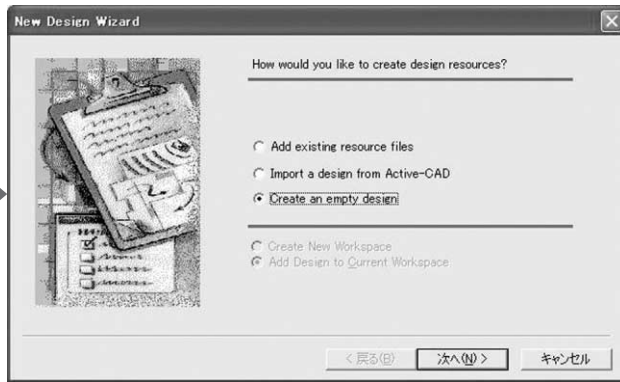 New Design Wizard
How would you like to create design resources?
Add existing resource files
Import a design from Active-CAD
Create an empty design
Create New Workspace
Add Design to Current Workspace
< 戻る(B)
次へ(N) >
キャンセル